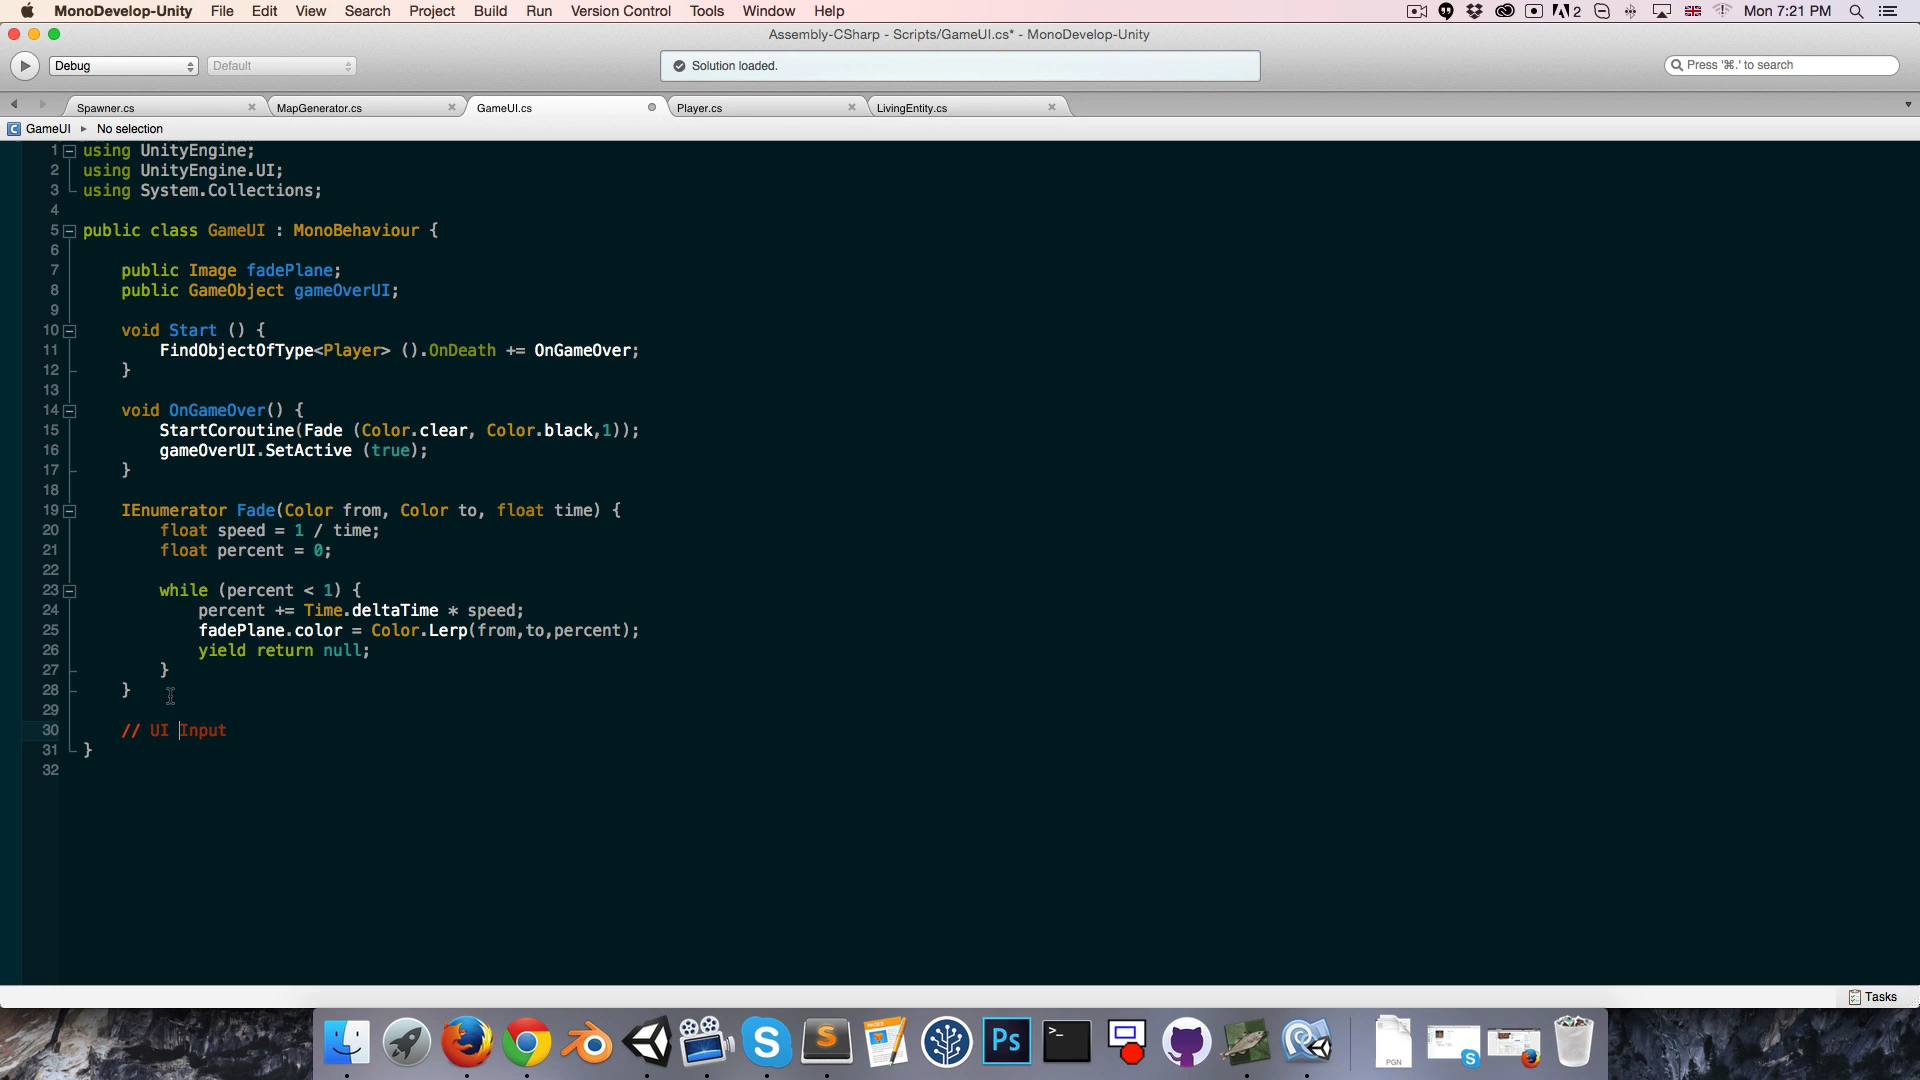 MonoDevelop-Unity File Edit View Search Project Build Run Version Control Tools Window Help 2 Mon 7:21 PM
Assembly-CSharp - Scripts/GameUI.cs* - MonoDevelop-Unity
Debug Default Solution loaded. Press '⌘.' to search
Spawner.cs MapGenerator.cs GameUI.cs Player.cs LivingEntity.cs
C GameUI ▸ No selection
1 using UnityEngine;
2 using UnityEngine.UI;
3 using System.Collections;
4
5 public class GameUI : MonoBehaviour {
6
7 public Image fadePlane;
8 public GameObject gameOverUI;
9
10 void Start () {
11 FindObjectOfType<Player> ().OnDeath += OnGameOver;
12 }
13
14 void OnGameOver() {
15 StartCoroutine(Fade (Color.clear, Color.black,1));
16 gameOverUI.SetActive (true);
17 }
18
19 IEnumerator Fade(Color from, Color to, float time) {
20 float speed = 1 / time;
21 float percent = 0;
22
23 while (percent < 1) {
24 percent += Time.deltaTime * speed;
25 fadePlane.color = Color.Lerp(from,to,percent);
26 yield return null;
27 }
28 }
29
30 // UI Input
31 }
32
Tasks
S S PAGES Ps >_ PGN S